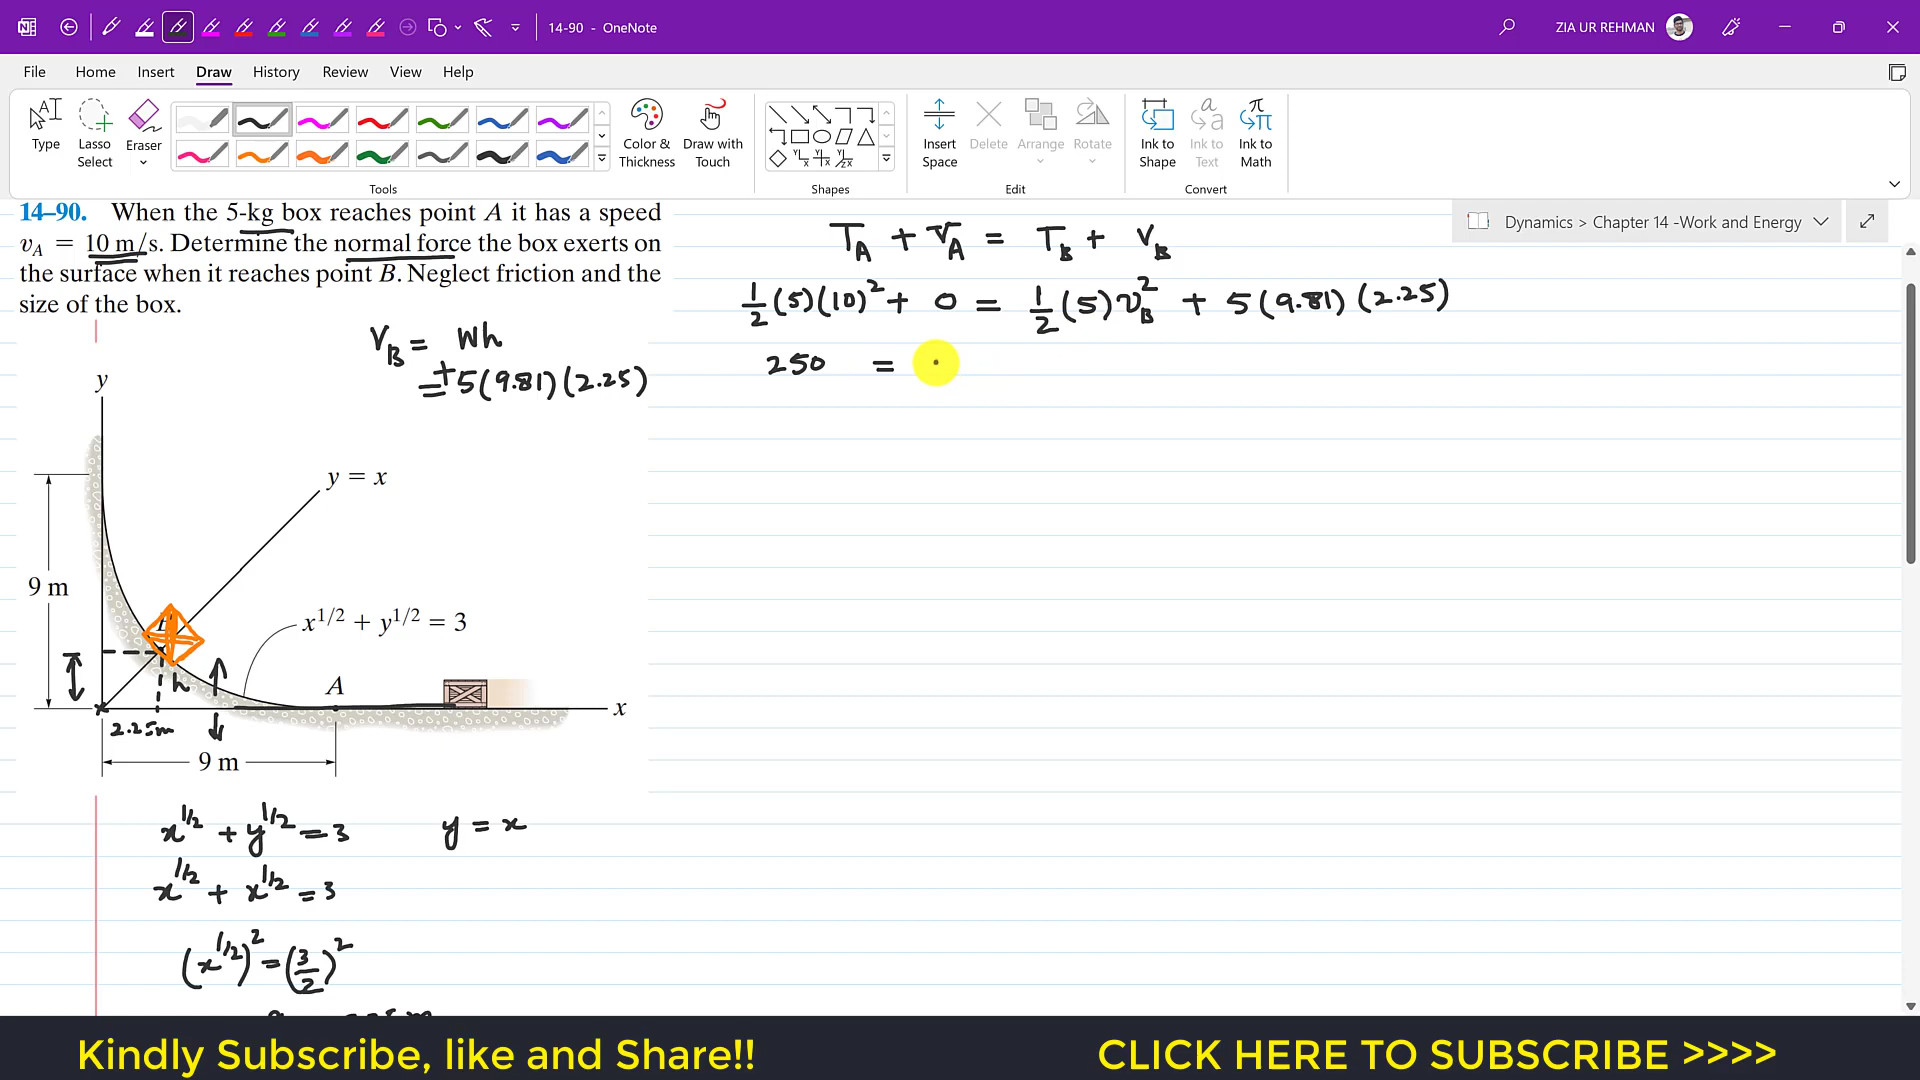 14-90 - OneNote
ZIA UR REHMAN
File Home Insert Draw History Review View Help
Type
Lasso Select
Eraser
Color & Thickness
Draw with Touch
Insert Space
Delete
Arrange
Rotate
Ink to Shape
Ink to Text
Ink to Math
Tools
Shapes
Edit
Convert
Dynamics > Chapter 14 -Work and Energy
14–90. When the 5-kg box reaches point A it has a speed
v_A = 10 m/s. Determine the normal force the box exerts on
the surface when it reaches point B. Neglect friction and the
size of the box.
V_B = Wh
= +5(9.81)(2.25)
T_A + V_A = T_B + V_B
1/2 (5)(10)^2 + 0 = 1/2 (5) v_B^2 + 5(9.81)(2.25)
250 =
y
y = x
9 m
x^1/2 + y^1/2 = 3
h
A
x
2.25m
9 m
x^1/2 + y^1/2 = 3
y = x
x^1/2 + x^1/2 = 3
(x^1/2)^2 = (3/2)^2
Kindly Subscribe, like and Share!!
CLICK HERE TO SUBSCRIBE >>>>